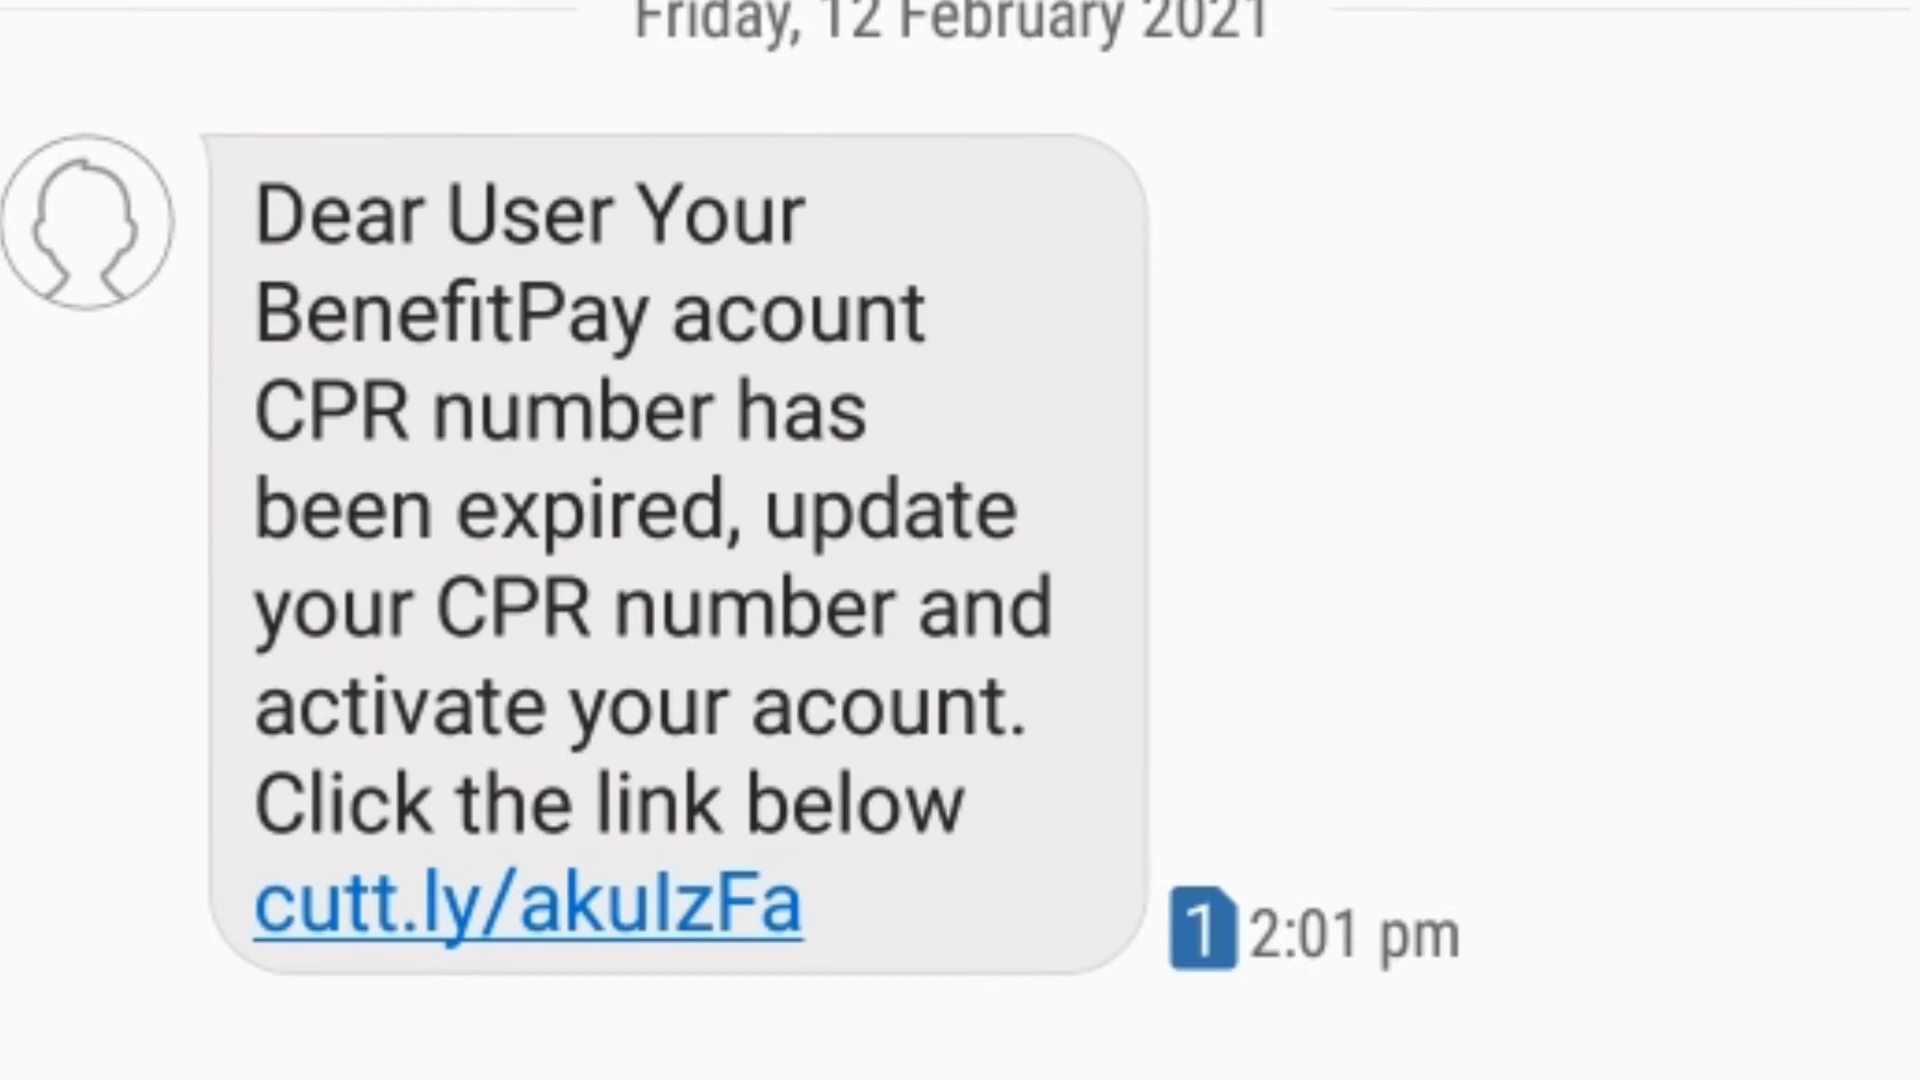 Friday, 12 February 2021
Dear User Your
BenefitPay acount
CPR number has
been expired, update
your CPR number and
activate your acount.
Click the link below
cutt.ly/akuIzFa
1 2:01 pm